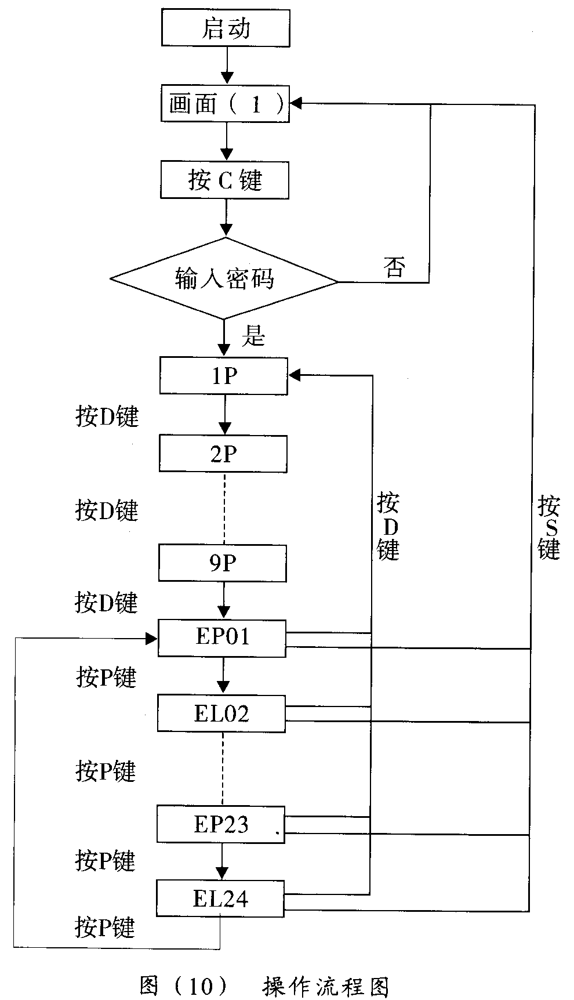 启动
画面(1)
按C键
输入密码
否
是
1P
按D键
2P
按D键
9P
按D键
EP01
按P键
EL02
按P键
EP23
按P键
EL24
按P键
按D键
按S键
图(10) 操作流程图